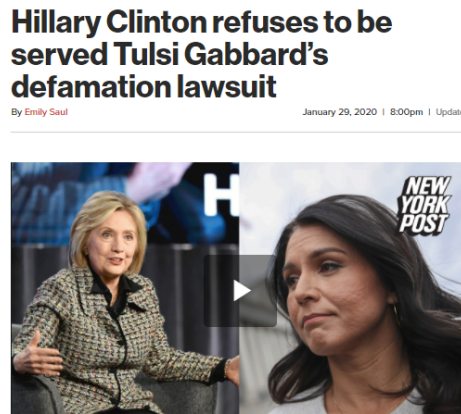 Hillary Clinton refuses to be
served Tulsi Gabbard's
defamation lawsuit
By Emily Saul
January 29, 2020 | 8:00pm | Update
H
NEW
YORK
POST